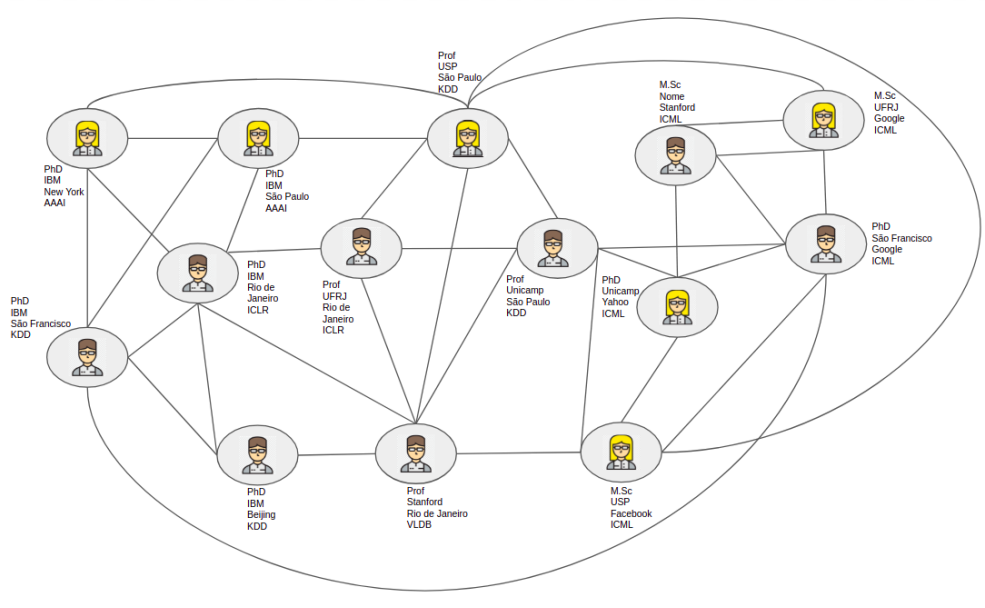 Prof
USP
São Paulo
KDD
M.Sc
Nome
Stanford
ICML
M.Sc
UFRJ
Google
ICML
PhD
IBM
New York
AAAI
PhD
IBM
São Paulo
AAAI
PhD
São Francisco
Google
ICML
PhD
IBM
Rio de
Janeiro
ICLR
Prof
UFRJ
Rio de
Janeiro
ICLR
Prof
Unicamp
São Paulo
KDD
PhD
Unicamp
Yahoo
ICML
PhD
IBM
São Francisco
KDD
PhD
IBM
Beijing
KDD
Prof
Stanford
Rio de Janeiro
VLDB
M.Sc
USP
Facebook
ICML